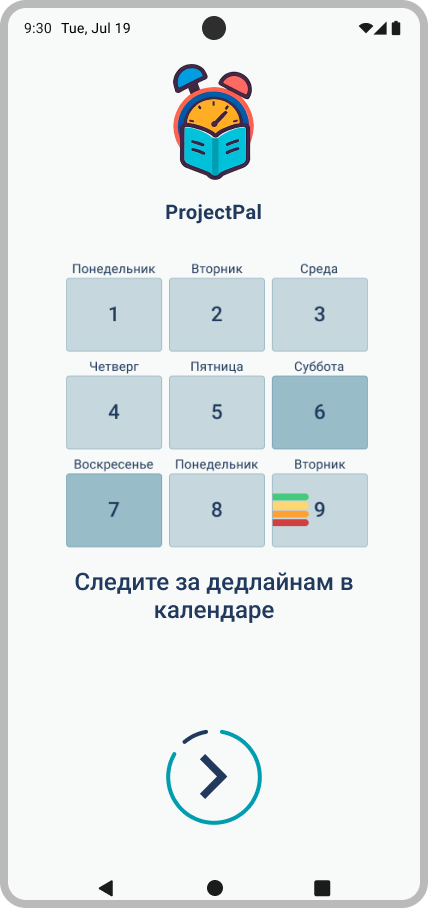 9:30 Tue, Jul 19
ProjectPal
Понедельник Вторник Среда
1 2 3
Четверг Пятница Суббота
4 5 6
Воскресенье Понедельник Вторник
7 8 9
Следите за дедлайнам в
календаре